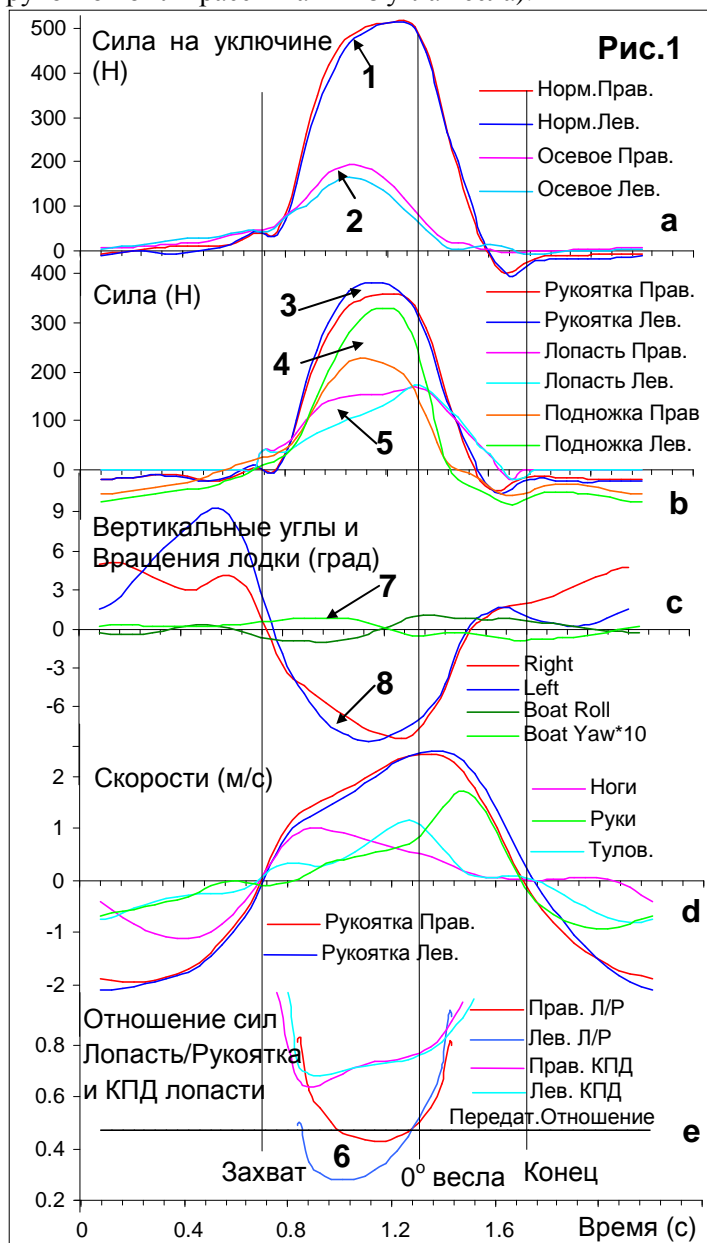 500
Сила на уключине
(Н)
Рис.1
1
400
Норм.Прав.
Норм.Лев.
300
Осевое Прав.
Осевое Лев.
200
2
100
a
0
400
Сила (Н)
3
Рукоятка Прав.
300
Рукоятка Лев.
4
Лопасть Прав.
200
Лопасть Лев.
Подножка Прав
100
5
Подножка Лев.
0
b
9
Вертикальные углы и
Вращения лодки (град)
6
7
3
c
0
-3
Right
Left
-6
8
Boat Roll
Boat Yaw*10
2
Скорости (м/с)
Ноги
Руки
1
Тулов.
0
d
-1
Рукоятка Прав.
Рукоятка Лев.
-2
Отношение сил
Лопасть/Рукоятка
и КПД лопасти
Прав. Л/Р
Лев. Л/Р
0.8
Прав. КПД
Лев. КПД
0.6
Передат.Отношение
0.4
6
e
Захват
0° весла
Конец
0.2
0
0.4
0.8
1.2
1.6
Время (с)